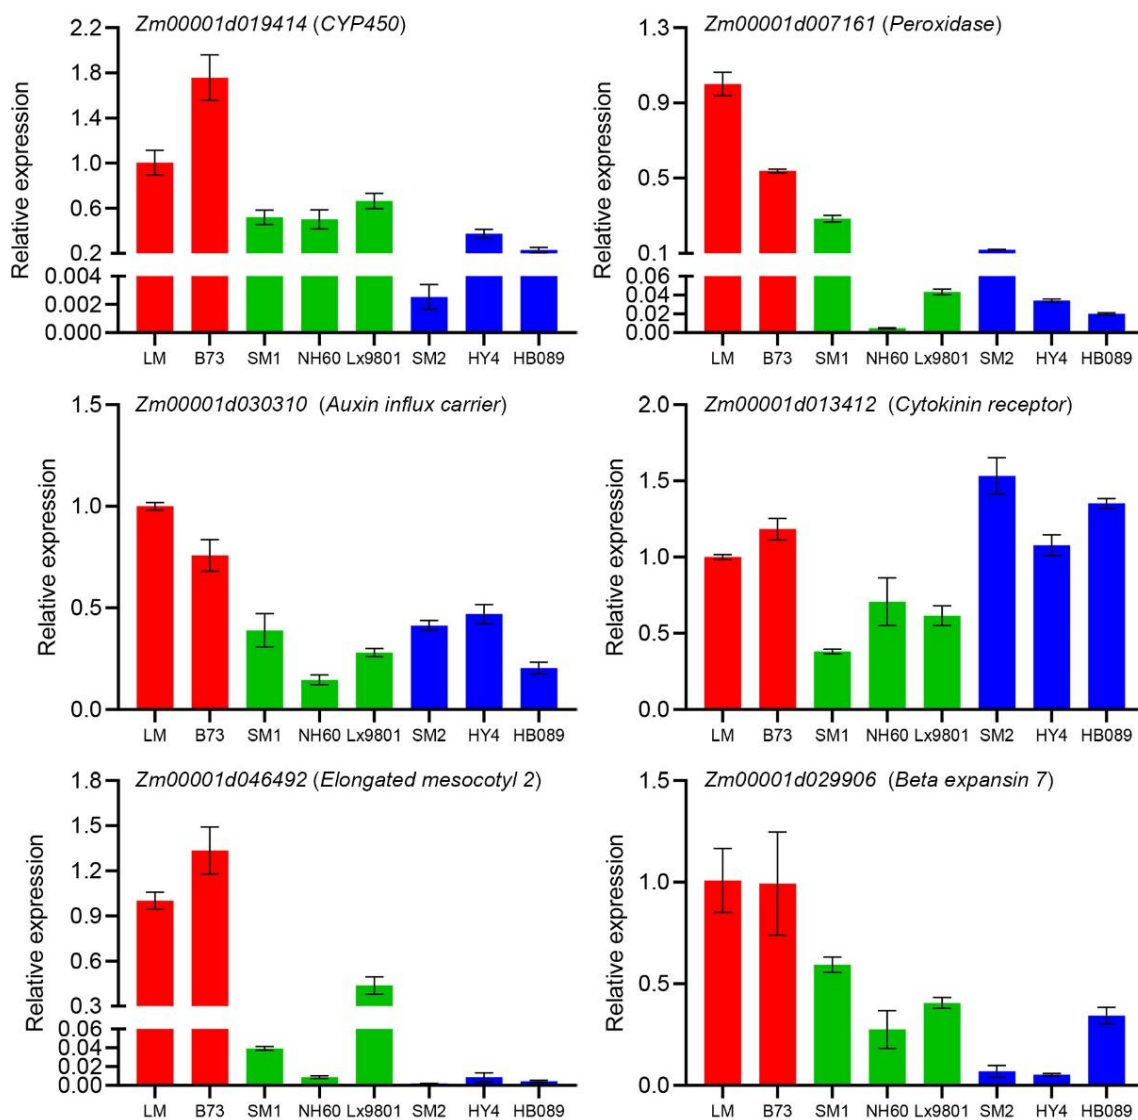 Zm00001d019414 (CYP450)
Relative expression
2.2
1.8
1.4
1.0
0.6
0.2
0.004
0.002
0.000
LM B73 SM1 NH60 Lx9801 SM2 HY4 HB089
Zm00001d007161 (Peroxidase)
Relative expression
1.3
0.9
0.5
0.1
0.06
0.04
0.02
0.00
LM B73 SM1 NH60 Lx9801 SM2 HY4 HB089
Zm00001d030310 (Auxin influx carrier)
Relative expression
1.5
1.0
0.5
0.0
LM B73 SM1 NH60 Lx9801 SM2 HY4 HB089
Zm00001d013412 (Cytokinin receptor)
Relative expression
2.0
1.5
1.0
0.5
0.0
LM B73 SM1 NH60 Lx9801 SM2 HY4 HB089
Zm00001d046492 (Elongated mesocotyl 2)
Relative expression
1.8
1.5
1.2
0.9
0.6
0.3
0.06
0.04
0.02
0.00
LM B73 SM1 NH60 Lx9801 SM2 HY4 HB089
Zm00001d029906 (Beta expansin 7)
Relative expression
1.5
1.0
0.5
0.0
LM B73 SM1 NH60 Lx9801 SM2 HY4 HB089